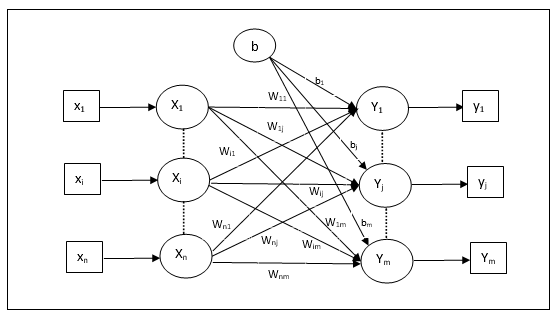 b
b₁
x₁ X₁ W₁₁ Y₁ y₁
W₁ⱼ
bⱼ
Wᵢ₁
xᵢ Xᵢ Wᵢⱼ Yⱼ yⱼ
Wₙ₁ W₁ₘ bₘ
Wₙⱼ Wᵢₘ
xₙ Xₙ Yₘ Yₘ
Wₙₘ